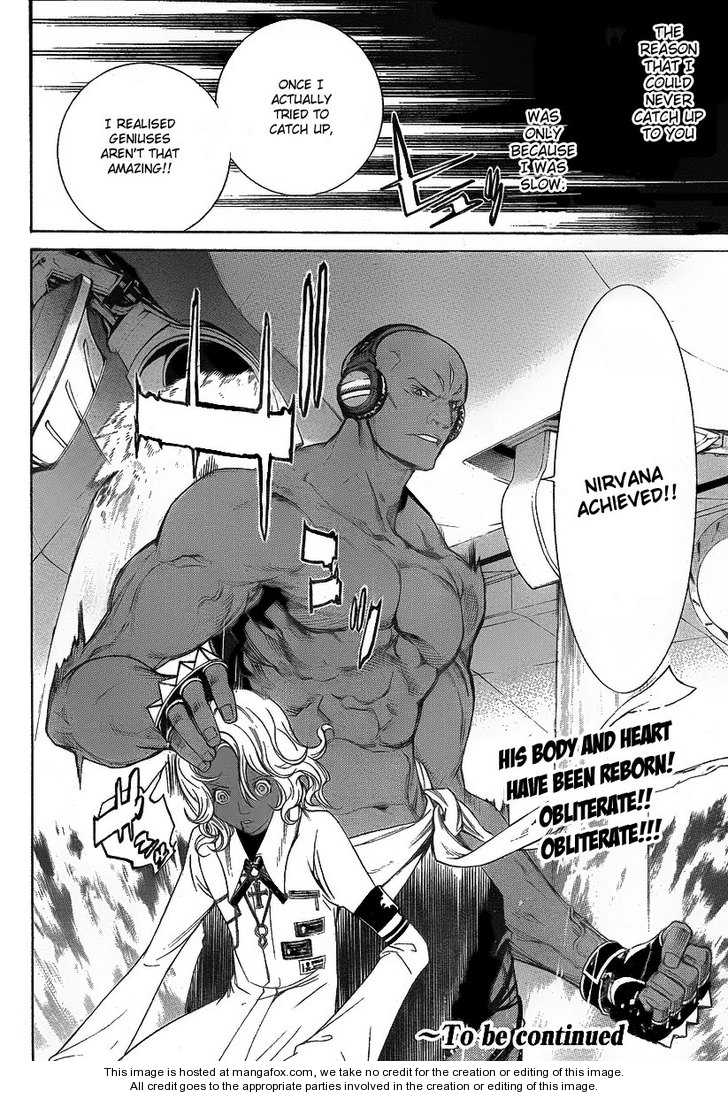 THE
REASON
THAT I
COULD
NEVER
CATCH UP
TO YOU
WAS
ONLY
BECAUSE
I WAS
SLOW.
ONCE I
ACTUALLY
TRIED TO
CATCH UP,
I REALISED
GENIUSES
AREN'T THAT
AMAZING!!
NIRVANA
ACHIEVED!!
HIS BODY AND HEART
HAVE BEEN REBORN!
OBLITERATE!!
OBLITERATE!!!
~To be continued
This image is hosted at mangafox.com, we take no credit for the creation or editing of this image.
All credit goes to the appropriate parties involved in the creation or editing of this image.